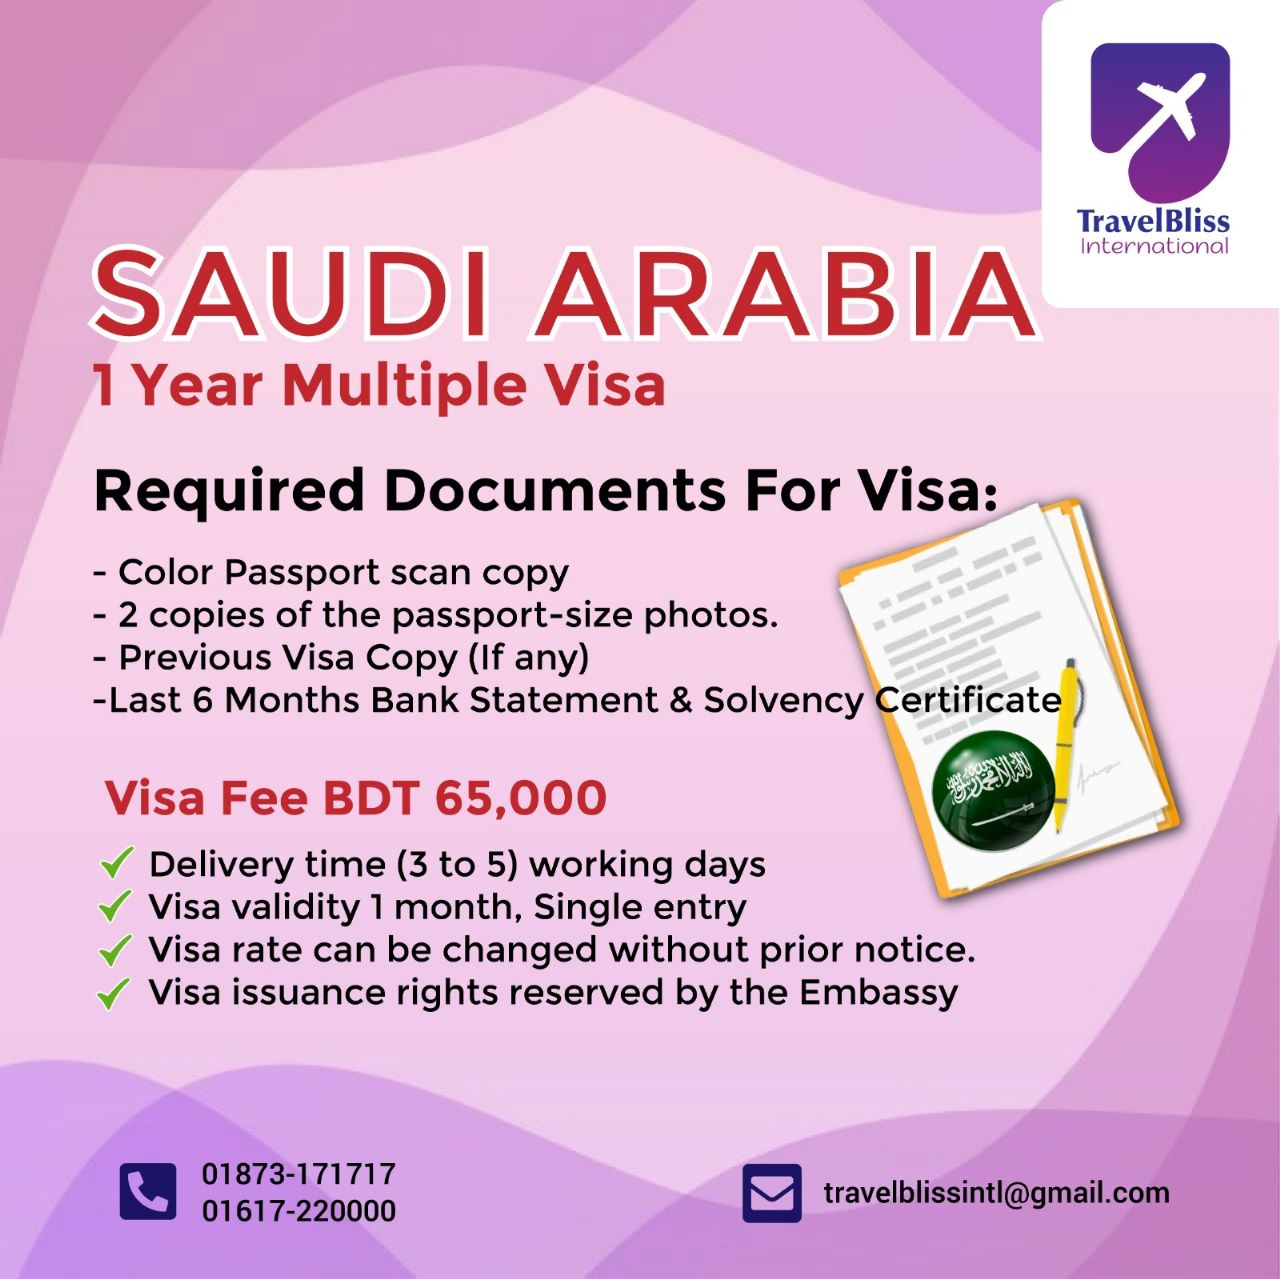 TravelBliss
International
SAUDI ARABIA
1 Year Multiple Visa
Required Documents For Visa:
- Color Passport scan copy
- 2 copies of the passport-size photos.
- Previous Visa Copy (If any)
-Last 6 Months Bank Statement & Solvency Certificate
Visa Fee BDT 65,000
Delivery time (3 to 5) working days
Visa validity 1 month, Single entry
Visa rate can be changed without prior notice.
Visa issuance rights reserved by the Embassy
01873-171717
01617-220000
travelblissintl@gmail.com